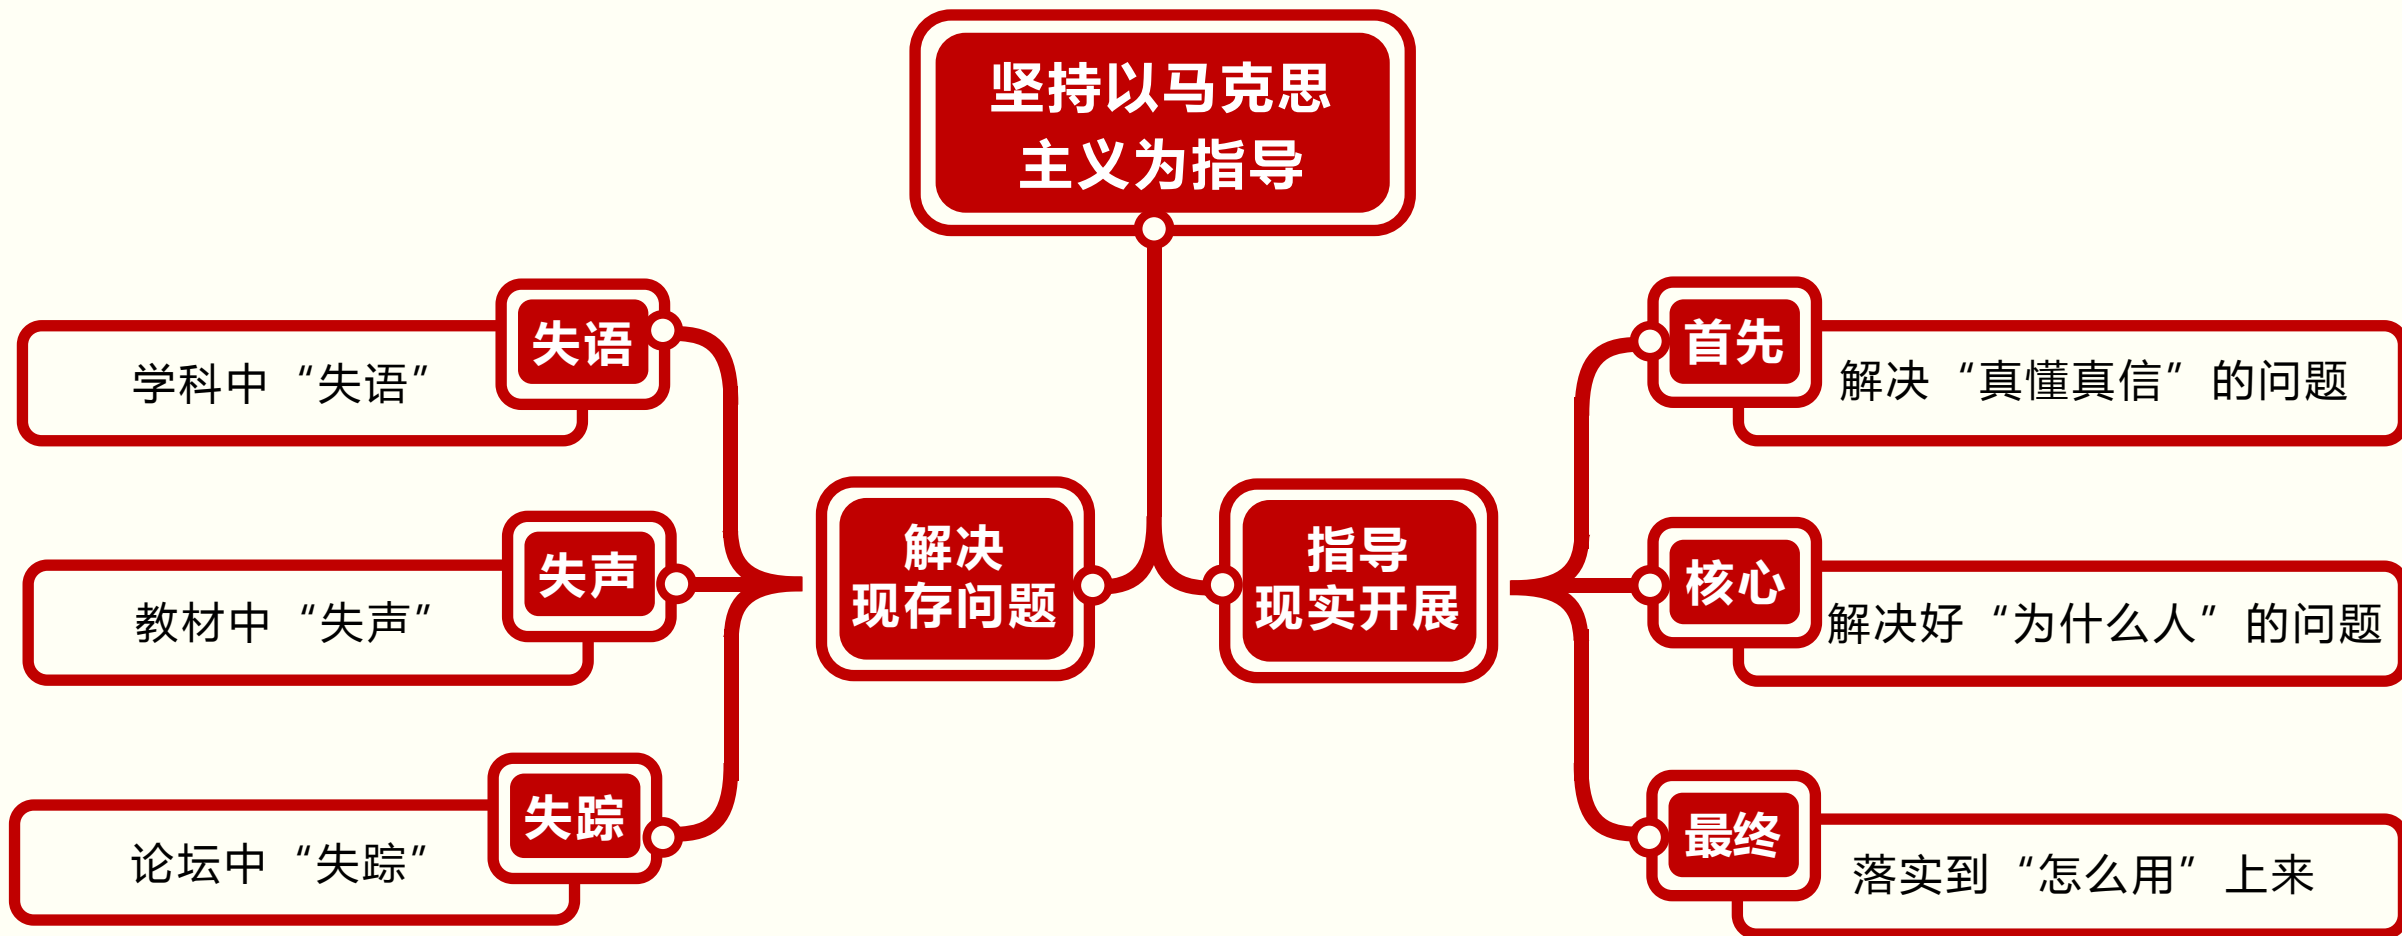 坚持以马克思
主义为指导
解决
现存问题
失语
学科中“失语”
失声
教材中“失声”
失踪
论坛中“失踪”
指导
现实开展
首先
解决“真懂真信”的问题
核心
解决好“为什么人”的问题
最终
落实到“怎么用”上来